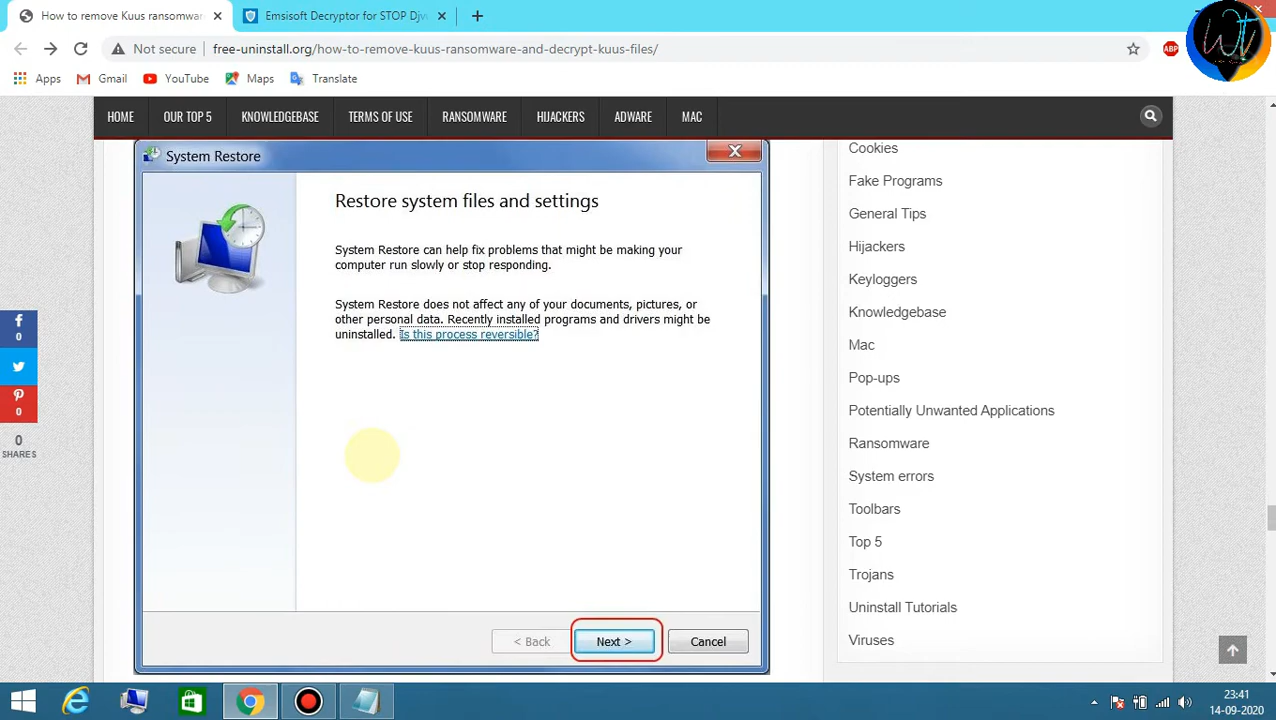 How to remove Kuus ransomwar
Emsisoft Decryptor for STOP Djv
Not secure
free-uninstall.org/how-to-remove-kuus-ransomware-and-decrypt-kuus-files/
ABP
Apps
Gmail
YouTube
Maps
Translate
HOME
OUR TOP 5
KNOWLEDGEBASE
TERMS OF USE
RANSOMWARE
HIJACKERS
ADWARE
MAC
System Restore
Restore system files and settings
System Restore can help fix problems that might be making your
computer run slowly or stop responding.
System Restore does not affect any of your documents, pictures, or
other personal data. Recently installed programs and drivers might be
uninstalled. Is this process reversible?
< Back
Next >
Cancel
0
0
0
SHARES
Cookies
Fake Programs
General Tips
Hijackers
Keyloggers
Knowledgebase
Mac
Pop-ups
Potentially Unwanted Applications
Ransomware
System errors
Toolbars
Top 5
Trojans
Uninstall Tutorials
Viruses
23:41
14-09-2020